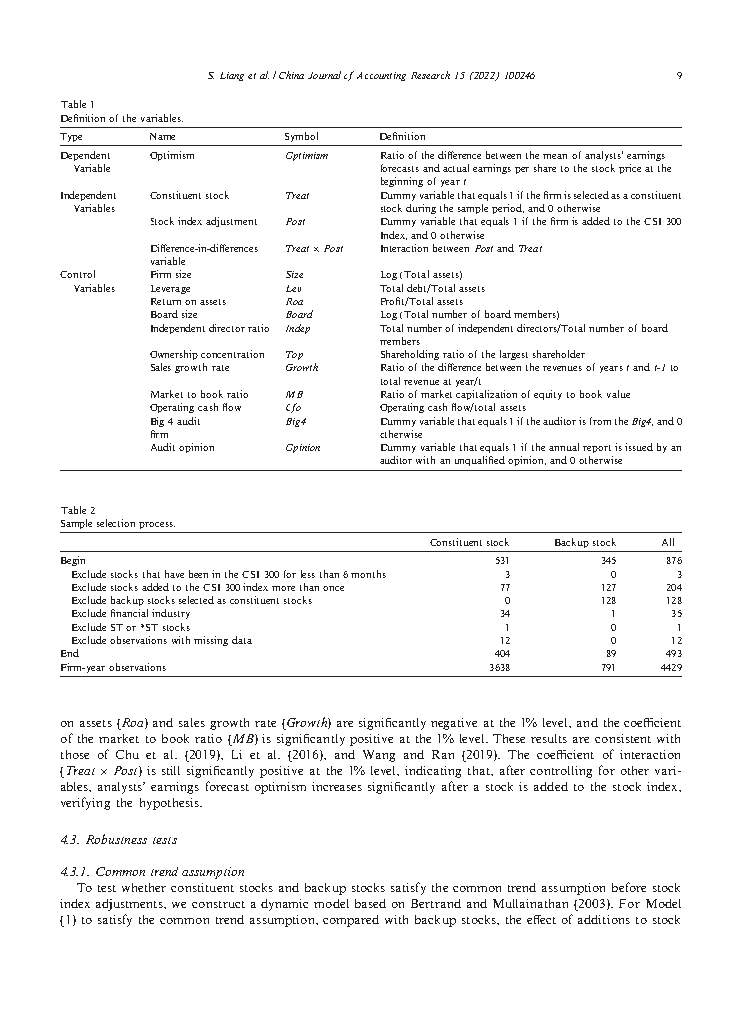 S. Liang et al. / China Journal of Accounting Research 15 (2022) 100246 9
Table 1
Definition of the variables.
Type Name Symbol Definition
Dependent Optimism Optimism Ratio of the difference between the mean of analysts' earnings
Variable forecasts and actual earnings per share to the stock price at the
beginning of year t
Independent Constituent stock Treat Dummy variable that equals 1 if the firm is selected as a constituent
Variables stock during the sample period, and 0 otherwise
Stock index adjustment Post Dummy variable that equals 1 if the firm is added to the CSI 300
Index, and 0 otherwise
Difference-in-differences Treat × Post Interaction between Post and Treat
variable
Control Firm size Size Log (Total assets)
Variables Leverage Lev Total debt/Total assets
Return on assets Roa Profit/Total assets
Board size Board Log (Total number of board members)
Independent director ratio Indep Total number of independent directors/Total number of board
members
Ownership concentration Top Shareholding ratio of the largest shareholder
Sales growth rate Growth Ratio of the difference between the revenues of years t and t-1 to
total revenue at year/t
Market to book ratio MB Ratio of market capitalization of equity to book value
Operating cash flow Cfo Operating cash flow/total assets
Big 4 audit Big4 Dummy variable that equals 1 if the auditor is from the Big4, and 0
firm otherwise
Audit opinion Opinion Dummy variable that equals 1 if the annual report is issued by an
auditor with an unqualified opinion, and 0 otherwise
Table 2
Sample selection process.
Constituent stock Backup stock All
Begin 531 345 876
Exclude stocks that have been in the CSI 300 for less than 6 months 3 0 3
Exclude stocks added to the CSI 300 index more than once 77 127 204
Exclude backup stocks selected as constituent stocks 0 128 128
Exclude financial industry 34 1 35
Exclude ST or *ST stocks 1 0 1
Exclude observations with missing data 12 0 12
End 404 89 493
Firm-year observations 3638 791 4429
on assets (Roa) and sales growth rate (Growth) are significantly negative at the 1% level, and the coefficient
of the market to book ratio (MB) is significantly positive at the 1% level. These results are consistent with
those of Chu et al. (2019), Li et al. (2016), and Wang and Ran (2019). The coefficient of interaction
(Treat × Post) is still significantly positive at the 1% level, indicating that, after controlling for other vari-
ables, analysts' earnings forecast optimism increases significantly after a stock is added to the stock index,
verifying the hypothesis.
4.3. Robustness tests
4.3.1. Common trend assumption
To test whether constituent stocks and backup stocks satisfy the common trend assumption before stock
index adjustments, we construct a dynamic model based on Bertrand and Mullainathan (2003). For Model
(1) to satisfy the common trend assumption, compared with backup stocks, the effect of additions to stock